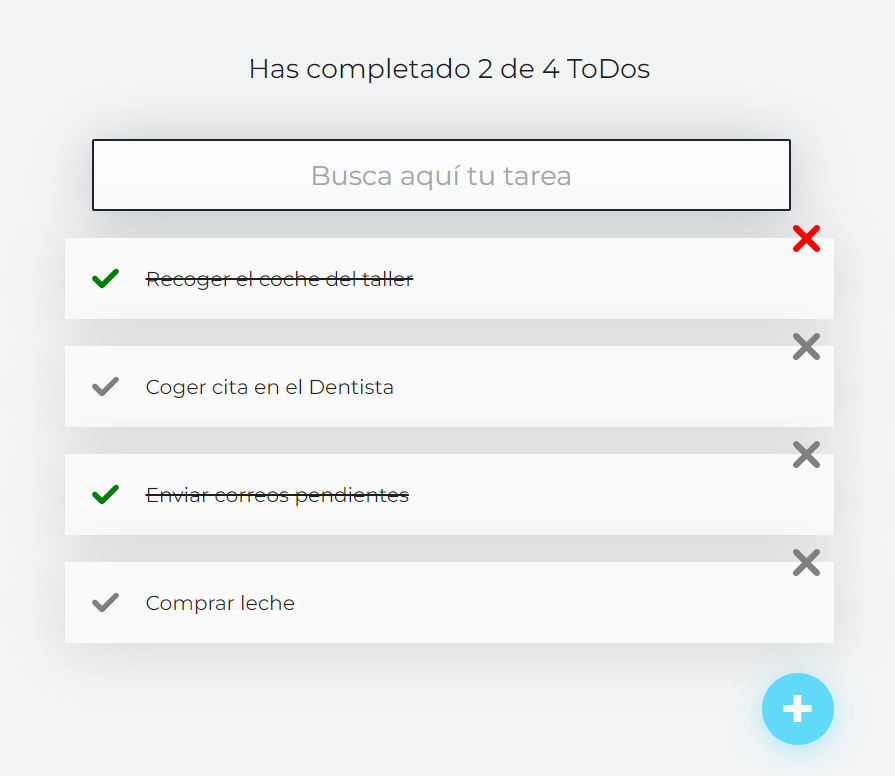 Has completado 2 de 4 ToDos
Busca aquí tu tarea
Recoger el coche del taller
Coger cita en el Dentista
Enviar correos pendientes
Comprar leche